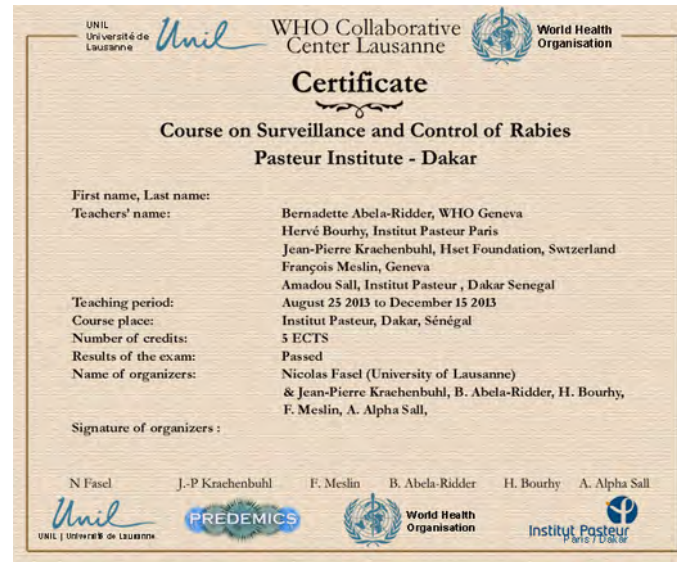 UNIL
Université de
Lausanne
Unil
WHO Collaborative
Center Lausanne
World Health
Organisation
Certificate
Course on Surveillance and Control of Rabies
Pasteur Institute - Dakar
First name, Last name:
Teachers' name: Bernadette Abela-Ridder, WHO Geneva
Hervé Bourhy, Institut Pasteur Paris
Jean-Pierre Kraehenbuhl, Hset Foundation, Swtzerland
François Meslin, Geneva
Amadou Sall, Institut Pasteur , Dakar Senegal
Teaching period: August 25 2013 to December 15 2013
Course place: Institut Pasteur, Dakar, Sénégal
Number of credits: 5 ECTS
Results of the exam: Passed
Name of organizers: Nicolas Fasel (University of Lausanne)
& Jean-Pierre Kraehenbuhl, B. Abela-Ridder, H. Bourhy,
F. Meslin, A. Alpha Sall,
Signature of organizers :
N Fasel J.-P Kraehenbuhl F. Meslin B. Abela-Ridder H. Bourhy A. Alpha Sall
Unil
UNIL | Université de Lausanne
PREDEMICS
World Health
Organisation
Institut Pasteur
Paris / Dakar